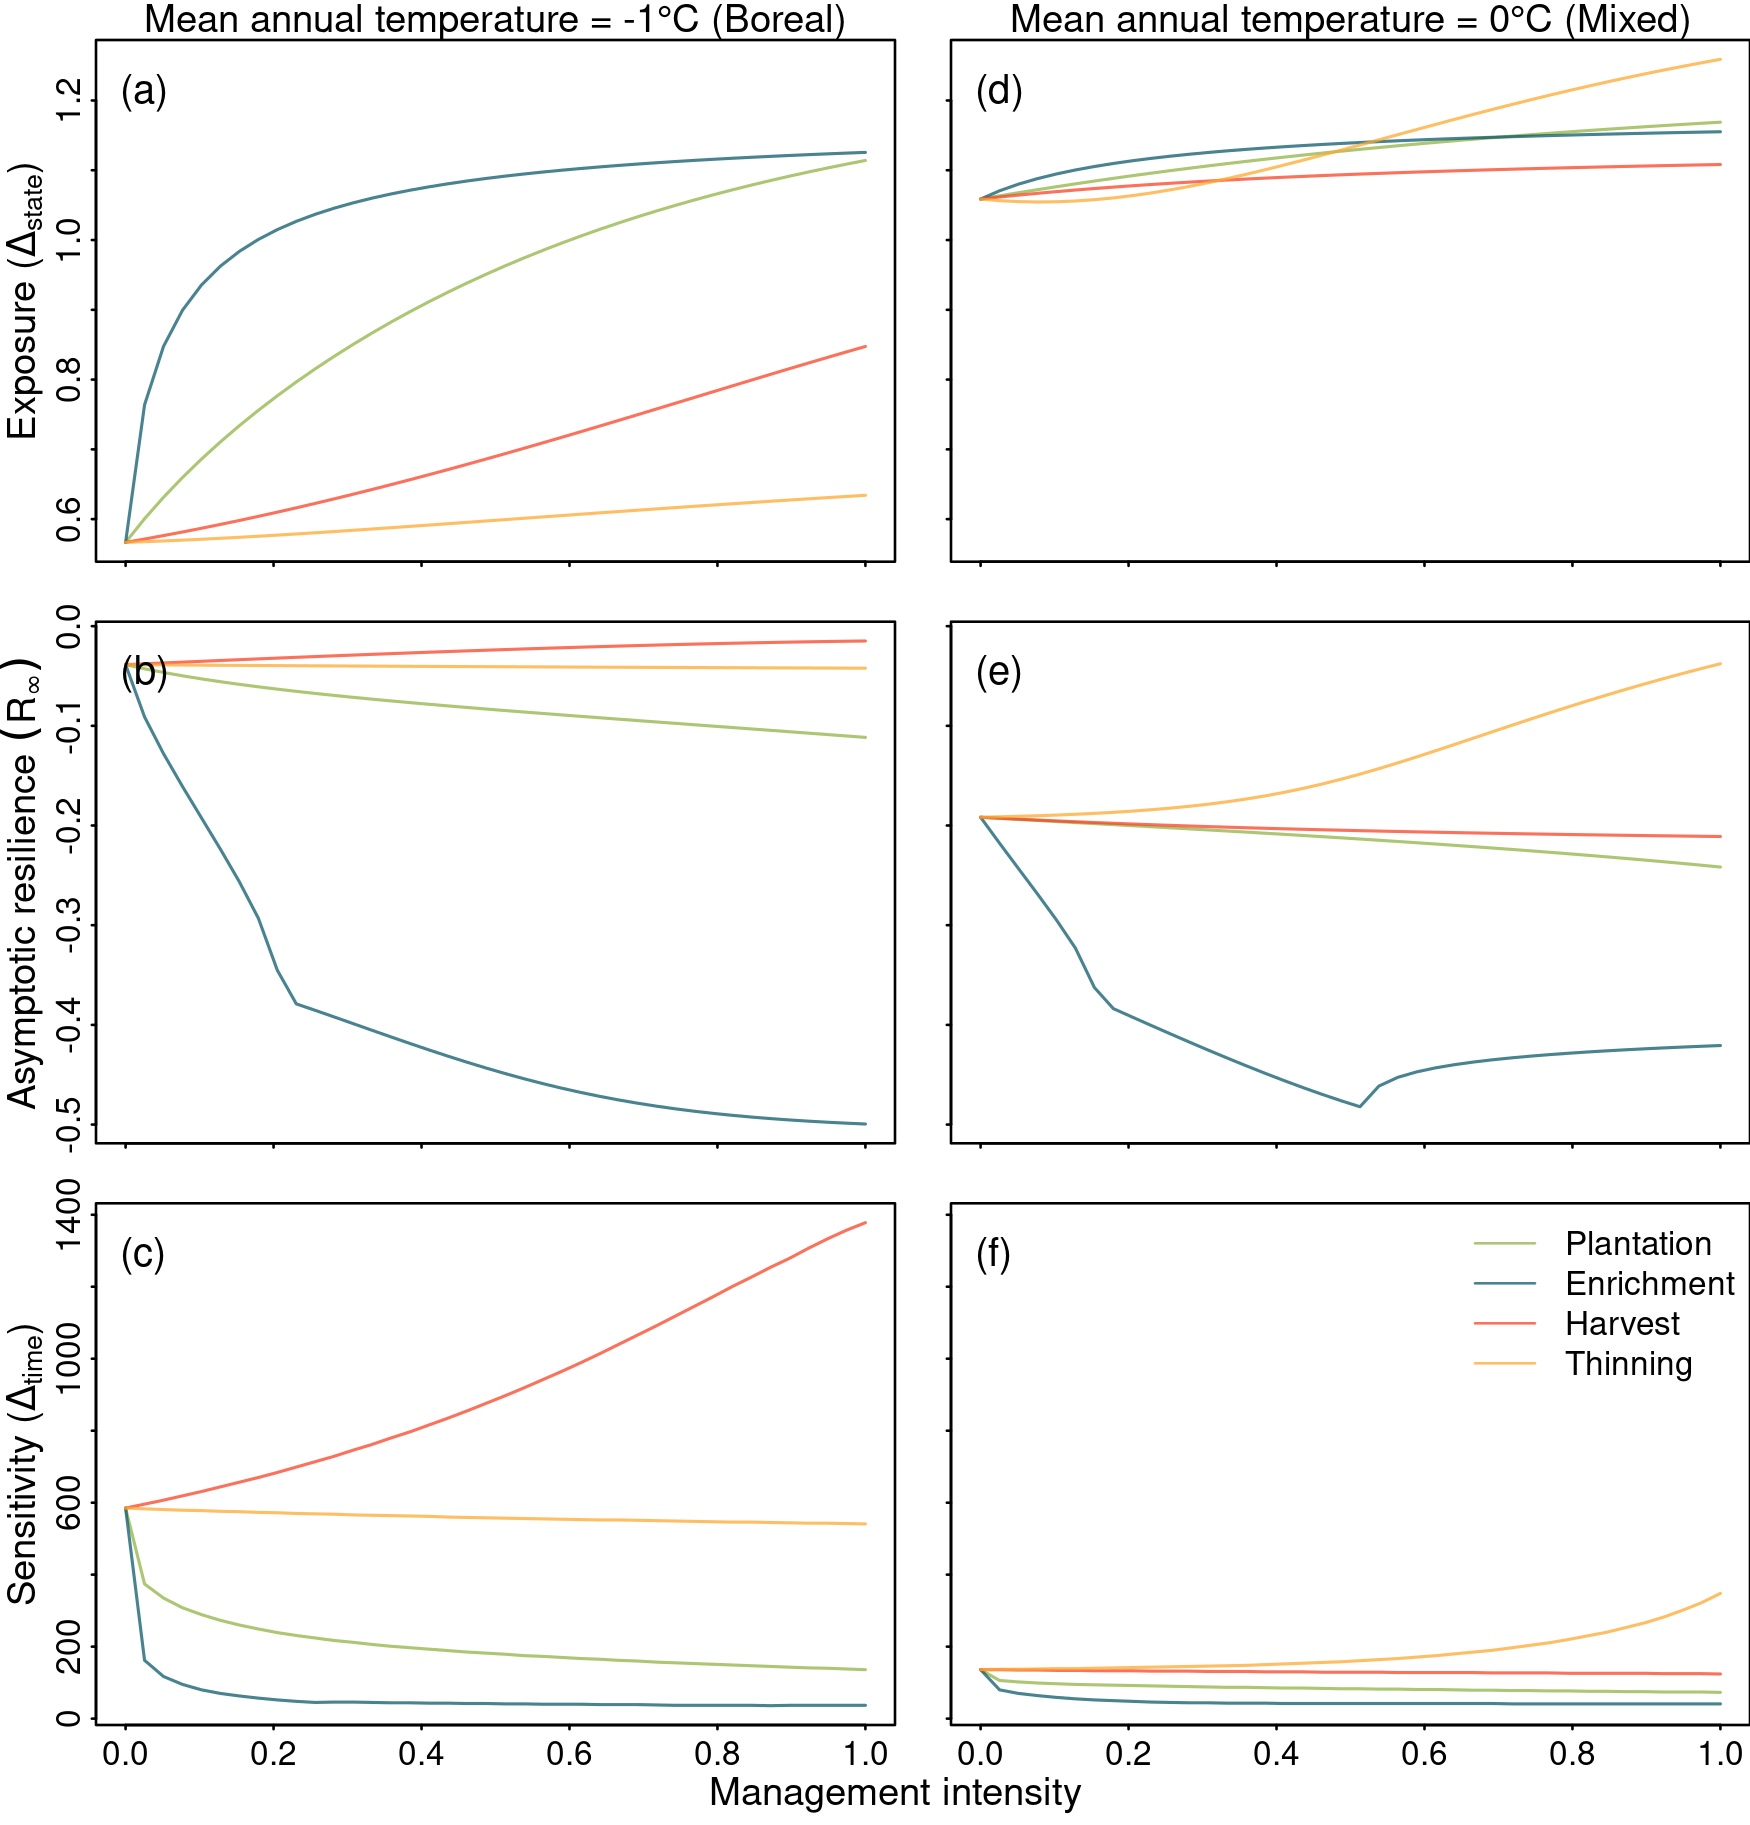 Mean annual temperature = -1°C (Boreal)
Mean annual temperature = 0°C (Mixed)
(a)
(d)
Exposure (Δstate)
1.2
1.0
0.8
0.6
(b)
(e)
Asymptotic resilience (R∞)
0.0
-0.1
-0.2
-0.3
-0.4
-0.5
(c)
(f)
Sensitivity (Δtime)
1400
1000
600
200
0
Plantation
Enrichment
Harvest
Thinning
0.0 0.2 0.4 0.6 0.8 1.0
0.0 0.2 0.4 0.6 0.8 1.0
Management intensity